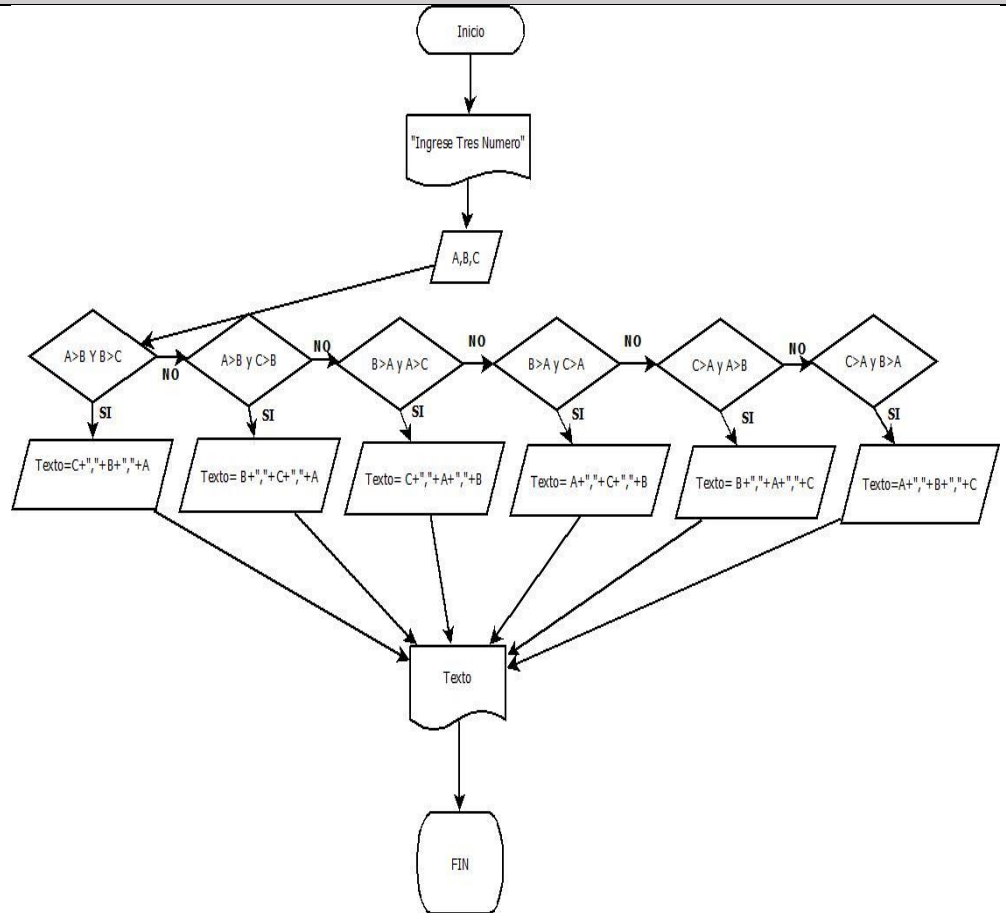 Inicio
"Ingrese Tres Numero"
A,B,C
A>B Y B>C
NO
A>B y C>B
NO
B>A y A>C
NO
B>A y C>A
NO
C>A y A>B
NO
C>A y B>A
SI
SI
SI
SI
SI
SI
Texto=C+","+B+","+A
Texto= B+","+C+","+A
Texto= C+","+A+","+B
Texto= A+","+C+","+B
Texto= B+","+A+","+C
Texto=A+","+B+","+C
Texto
FIN